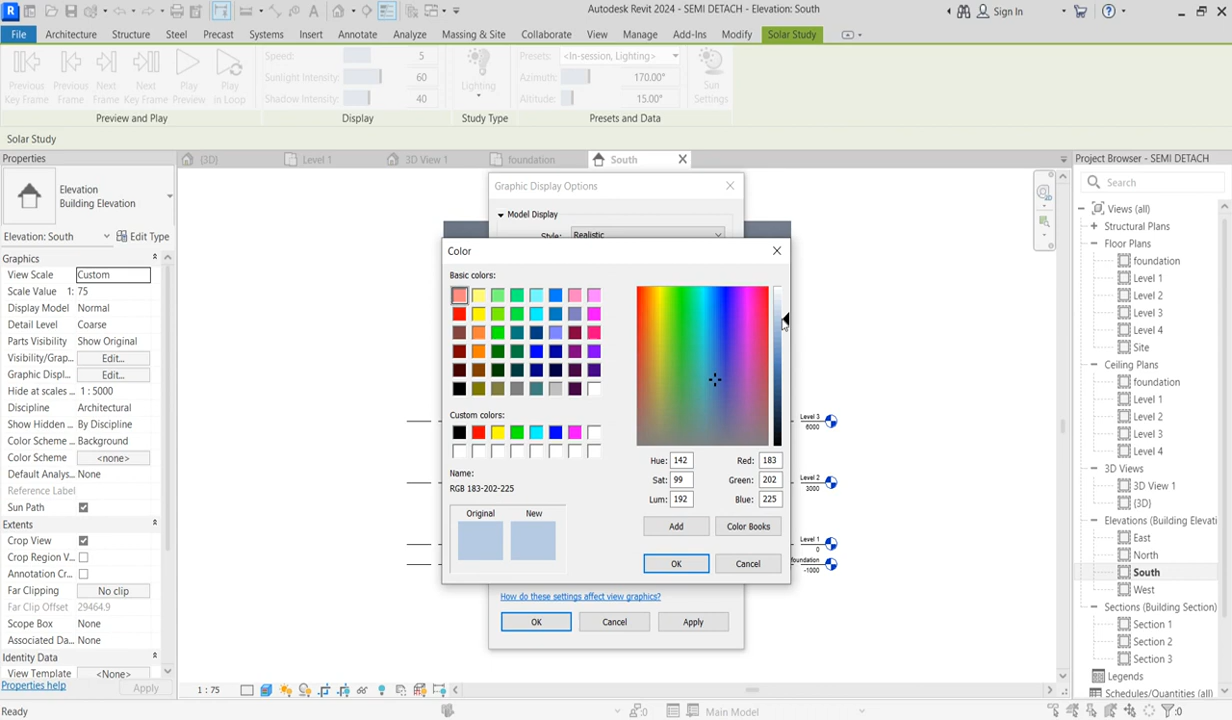 Autodesk Revit 2024 - SEMI DETACH - Elevation: South
Sign In
File Architecture Structure Steel Precast Systems Insert Annotate Analyze Massing & Site Collaborate View Manage Add-Ins Modify Solar Study
Previous Key Frame
Previous Frame
Next Frame
Next Key Frame
Play Preview
Play in Loop
Speed: 5
Sunlight Intensity: 60
Shadow Intensity: 40
Lighting
Presets: <In-session, Lighting>
Azimuth: 170.00°
Altitude: 15.00°
Sun Settings
Preview and Play Display Study Type Presets and Data
Solar Study
Properties
Elevation
Building Elevation
Elevation: South Edit Type
Graphics
View Scale Custom
Scale Value 1: 75
Display Model Normal
Detail Level Coarse
Parts Visibility Show Original
Visibility/Grap... Edit...
Graphic Displ... Edit...
Hide at scales ... 1 : 5000
Discipline Architectural
Show Hidden ... By Discipline
Color Scheme ... Background
Color Scheme <none>
Default Analys... None
Reference Label
Sun Path
Extents
Crop View
Crop Region V...
Annotation Cr...
Far Clipping No clip
Far Clip Offset 29464.9
Scope Box None
Associated Da... None
Identity Data
View Template <None>
Properties help Apply
{3D} Level 1 3D View 1 foundation South
Graphic Display Options
Model Display
Style: Realistic
Color
Basic colors:
Custom colors:
Name:
RGB 183-202-225
Original New
Hue: 142 Red: 183
Sat: 99 Green: 202
Lum: 192 Blue: 225
Add Color Books
OK Cancel
How do these settings affect view graphics?
OK Cancel Apply
Level 3
6000
Level 2
3000
Level 1
0
foundation
-1000
1 : 75
Project Browser - SEMI DETACH
Search
Views (all)
Structural Plans
Floor Plans
foundation
Level 1
Level 2
Level 3
Level 4
Site
Ceiling Plans
foundation
Level 1
Level 2
Level 3
Level 4
3D Views
3D View 1
{3D}
Elevations (Building Elevati
East
North
South
West
Sections (Building Section)
Section 1
Section 2
Section 3
Legends
Schedules/Quantities (all)
Ready :0 Main Model :0